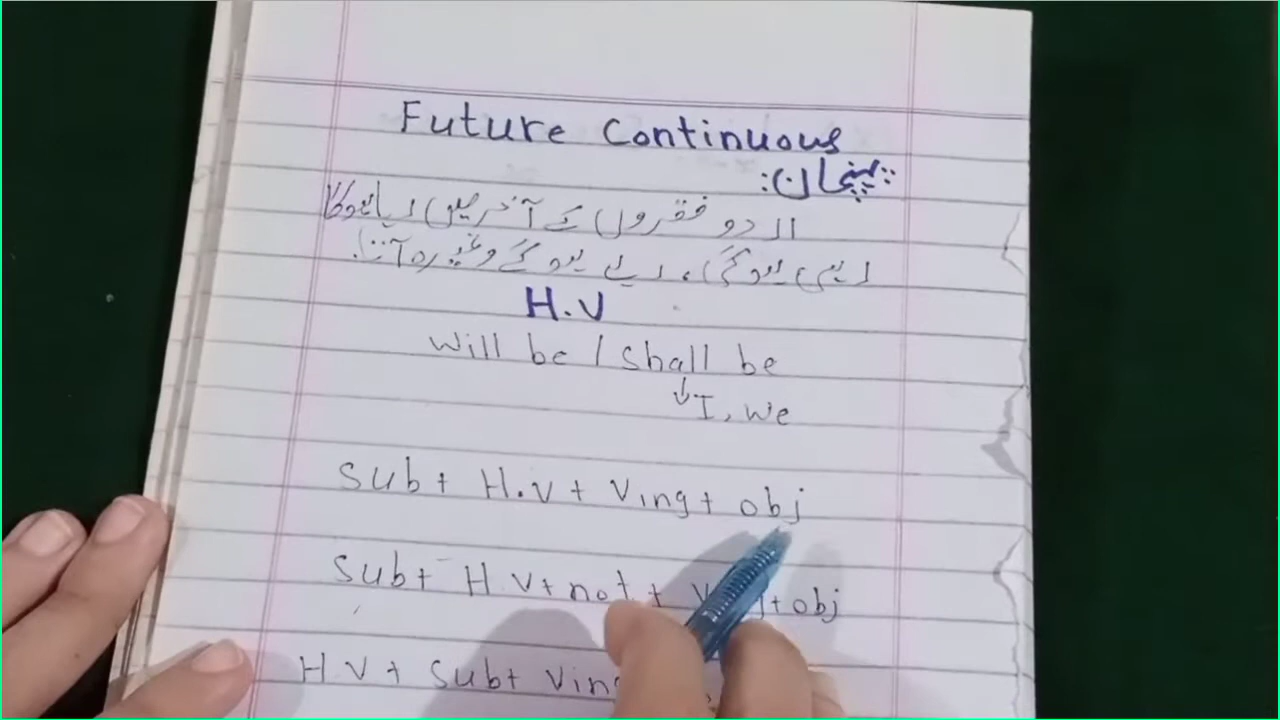 Future Continuous
پہچان:
اردو فقروں کے آخر میں رہا ہوگا
رہی ہوگی، رہے ہو گے وغیرہ آتا
H.V
Will be / Shall be
↓ I, We
Sub + H.V + Ving + obj
Sub + H.V + not + V + obj
H V + Sub + Ving